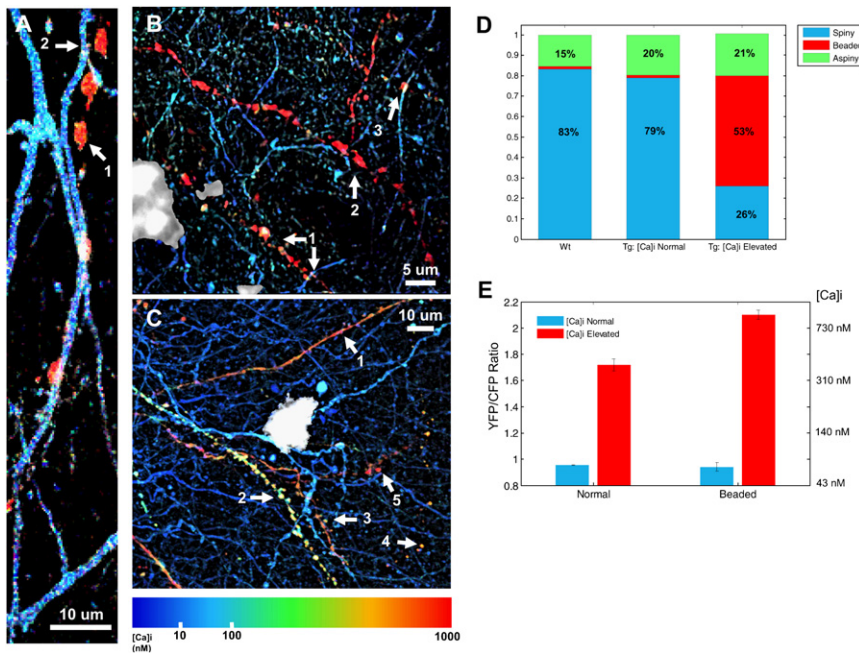 A
2
1
10 um
B
3
2
1
5 um
C
10 um
1
2
3
4
5
[Ca]i
(nM)
10
100
1000
D
Spiny
Beaded
Aspiny
1
0.9
0.8
0.7
0.6
0.5
0.4
0.3
0.2
0.1
0
15%
20%
21%
83%
79%
53%
26%
Wt
Tg: [Ca]i Normal
Tg: [Ca]i Elevated
E
[Ca]i
[Ca]i Normal
[Ca]i Elevated
YFP/CFP Ratio
2.2
2
1.8
1.6
1.4
1.2
1
0.8
730 nM
310 nM
140 nM
43 nM
Normal
Beaded